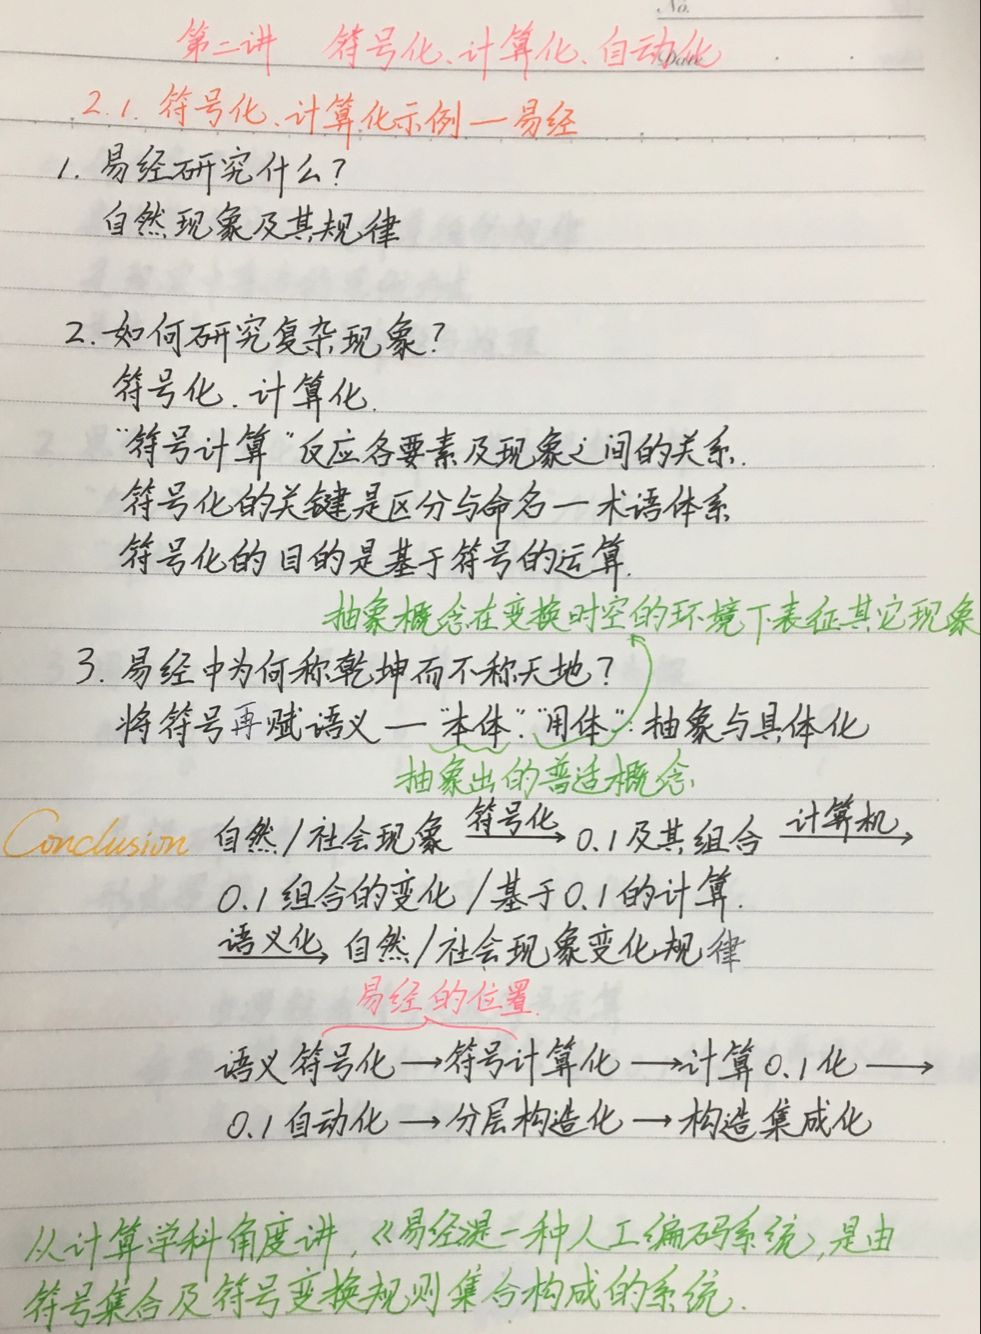 No.
Date
第二讲 符号化、计算化、自动化
2.1. 符号化、计算化示例—易经
1. 易经研究什么?
自然现象及其规律
2. 如何研究复杂现象?
符号化、计算化.
"符号计算"反应各要素及现象之间的关系.
符号化的关键是区分与命名—术语体系
符号化的目的是基于符号的运算.
抽象概念在变换时空的环境下表征其它现象
3. 易经中为何称乾坤而不称天地?
将符号再赋语义—"本体"."用体": 抽象与具体化
抽象出的普适概念.
Conclusion 自然/社会现象 符号化→ 0.1及其组合 计算机→
0.1组合的变化/基于0.1的计算.
语义化→ 自然/社会现象变化规律
易经的位置.
语义符号化→符号计算化→计算0.1化→
0.1自动化→分层构造化→构造集成化
从计算学科角度讲,《易经》是一种人工编码系统,是由
符号集合及符号变换规则集合构成的系统.